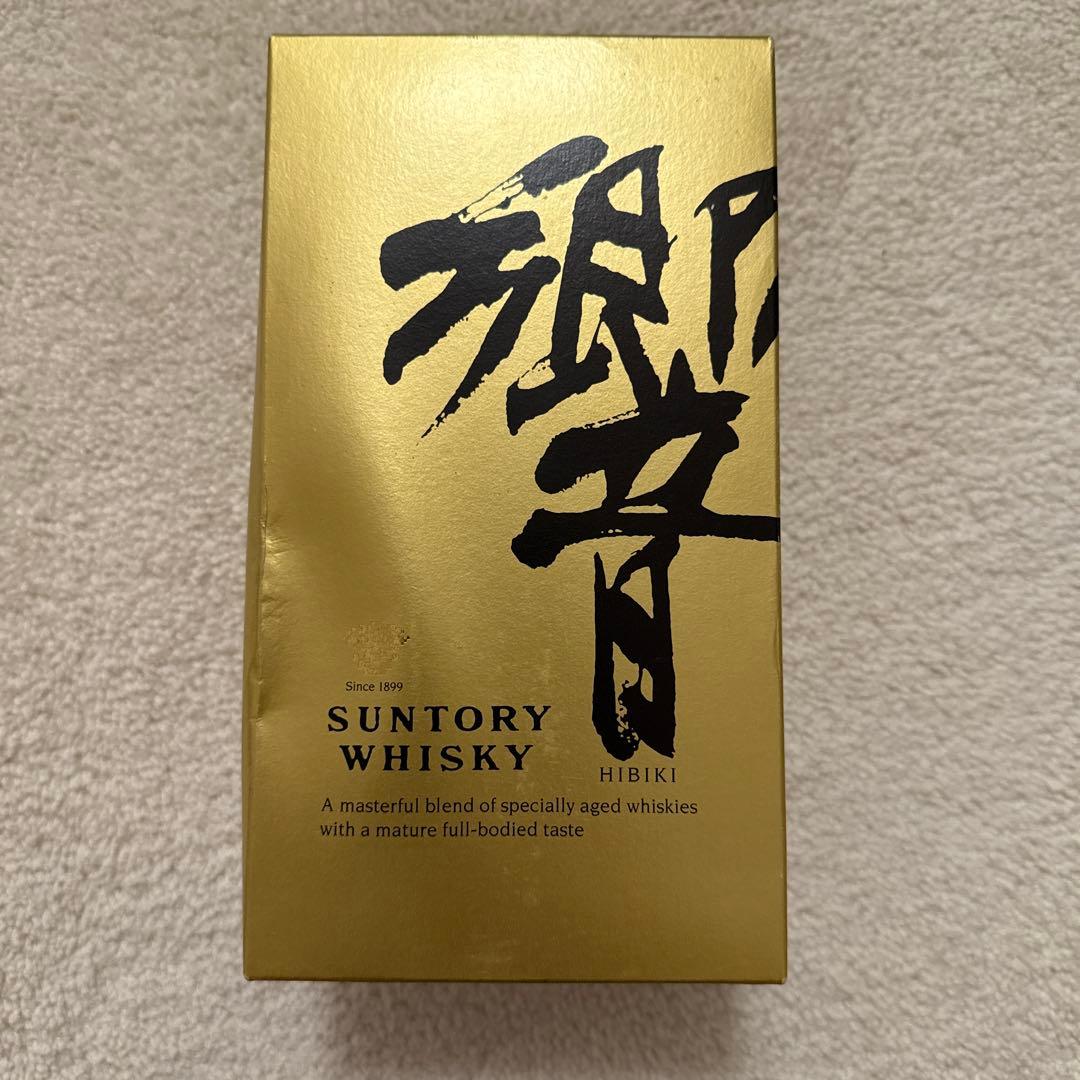 響
Since 1899
SUNTORY
WHISKY
HIBIKI
A masterful blend of specially aged whiskies
with a mature full-bodied taste